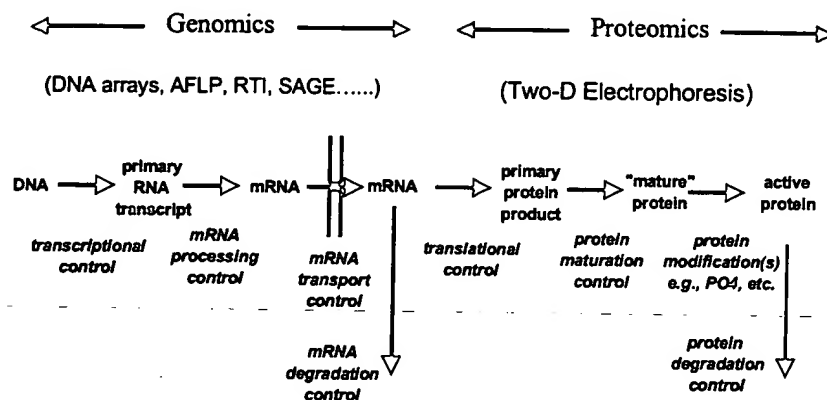 Genomics
Proteomics
(DNA arrays, AFLP, RTI, SAGE......)
(Two-D Electrophoresis)
DNA
primary
RNA
transcript
mRNA
mRNA
primary
protein
product
"mature"
protein
active
protein
transcriptional
control
mRNA
processing
control
mRNA
transport
control
translational
control
protein
maturation
control
protein
modification(s)
e.g., PO4, etc.
mRNA
degradation
control
protein
degradation
control